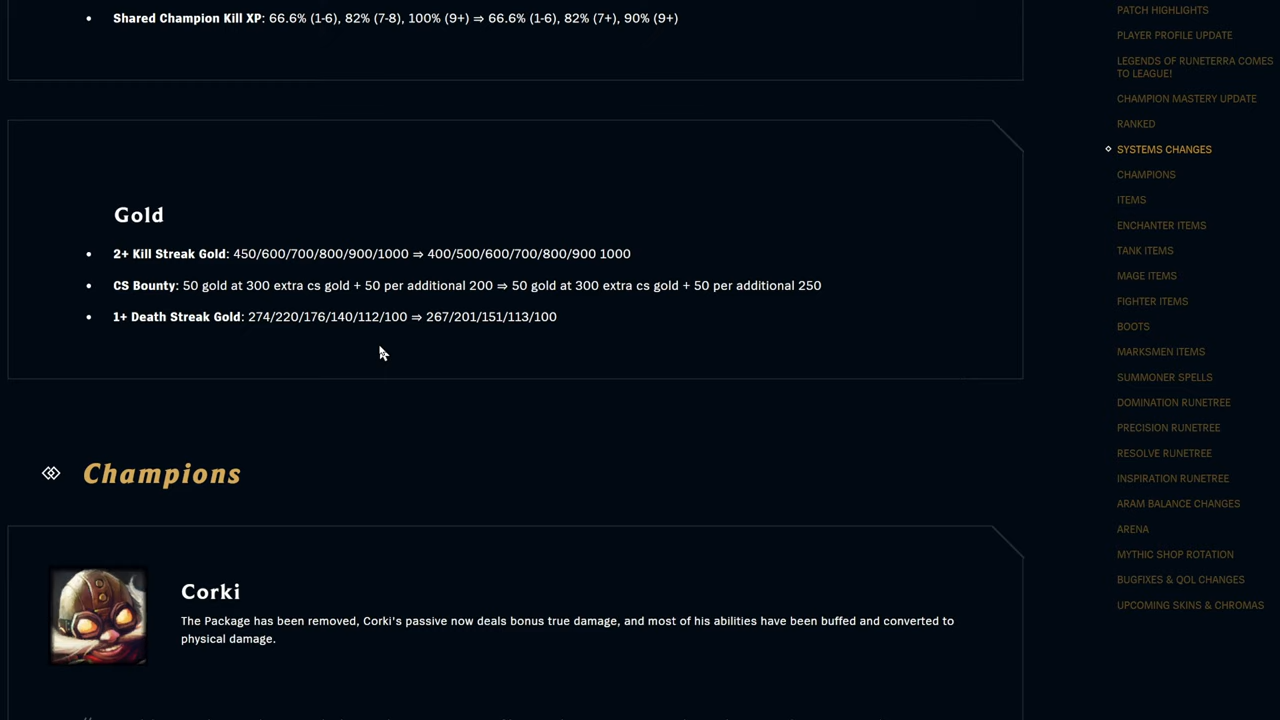 Shared Champion Kill XP: 66.6% (1-6), 82% (7-8), 100% (9+) ⇒ 66.6% (1-6), 82% (7+), 90% (9+)
Gold
2+ Kill Streak Gold: 450/600/700/800/900/1000 ⇒ 400/500/600/700/800/900 1000
CS Bounty: 50 gold at 300 extra cs gold + 50 per additional 200 ⇒ 50 gold at 300 extra cs gold + 50 per additional 250
1+ Death Streak Gold: 274/220/176/140/112/100 ⇒ 267/201/151/113/100
Champions
Corki
The Package has been removed, Corki's passive now deals bonus true damage, and most of his abilities have been buffed and converted to
physical damage.
PATCH HIGHLIGHTS
PLAYER PROFILE UPDATE
LEGENDS OF RUNETERRA COMES
TO LEAGUE!
CHAMPION MASTERY UPDATE
RANKED
SYSTEMS CHANGES
CHAMPIONS
ITEMS
ENCHANTER ITEMS
TANK ITEMS
MAGE ITEMS
FIGHTER ITEMS
BOOTS
MARKSMEN ITEMS
SUMMONER SPELLS
DOMINATION RUNETREE
PRECISION RUNETREE
RESOLVE RUNETREE
INSPIRATION RUNETREE
ARAM BALANCE CHANGES
ARENA
MYTHIC SHOP ROTATION
BUGFIXES & QOL CHANGES
UPCOMING SKINS & CHROMAS